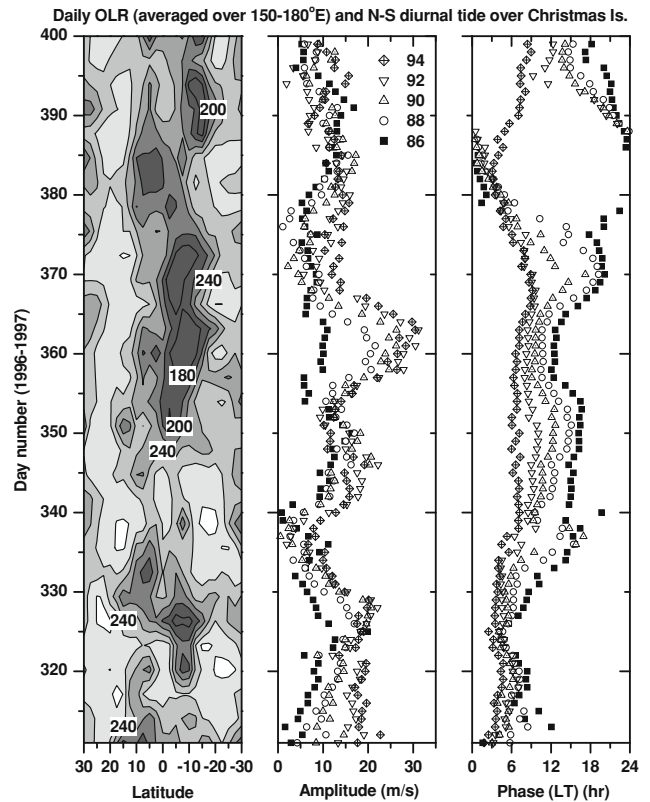 Daily OLR (averaged over 150-180°E) and N-S diurnal tide over Christmas Is.
400
390
380
370
360
350
340
330
320
Day number (1996-1997)
200
240
180
200
240
240
240
94
92
90
88
86
30 20 10 0 -10 -20 -30
Latitude
0 10 20 30
Amplitude (m/s)
0 6 12 18 24
Phase (LT) (hr)